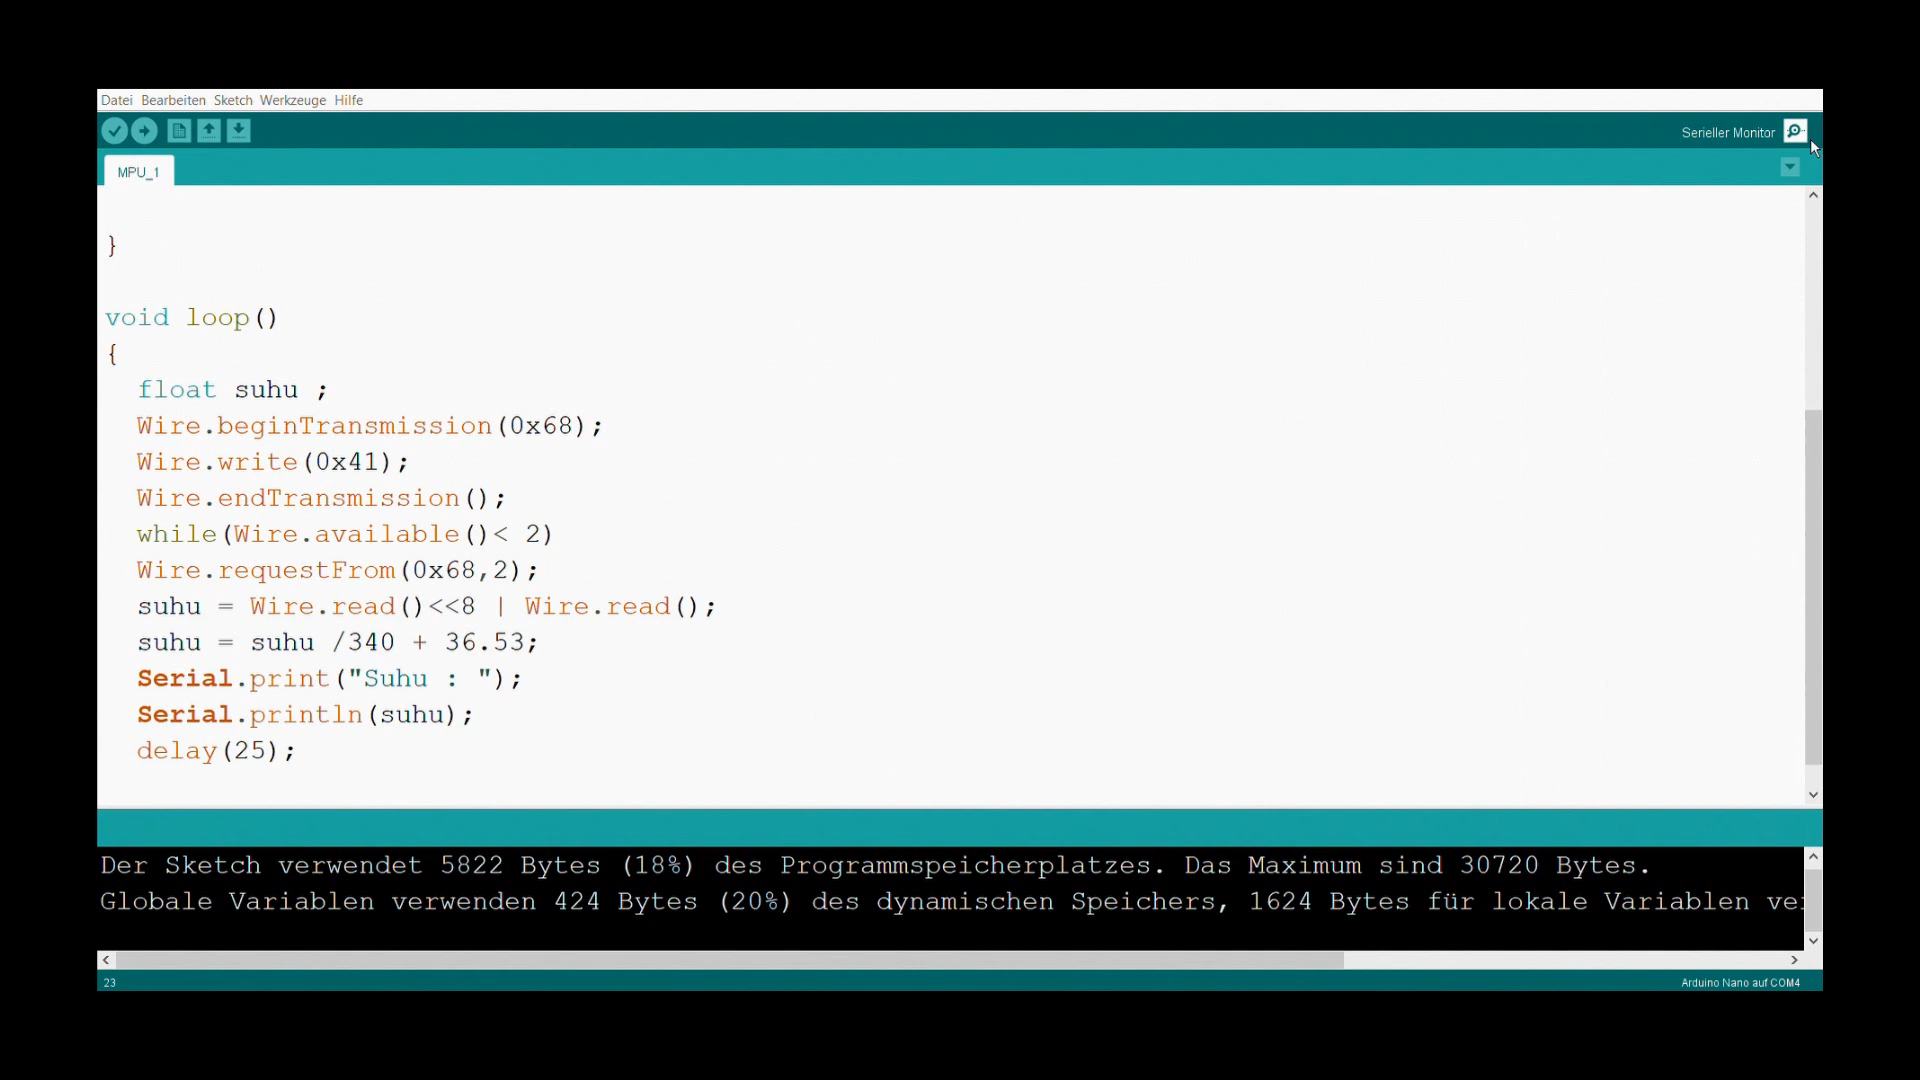 Datei Bearbeiten Sketch Werkzeuge Hilfe
Serieller Monitor
MPU_1
}
void loop()
{
float suhu ;
Wire.beginTransmission(0x68);
Wire.write(0x41);
Wire.endTransmission();
while(Wire.available()< 2)
Wire.requestFrom(0x68,2);
suhu = Wire.read()<<8 | Wire.read();
suhu = suhu /340 + 36.53;
Serial.print("Suhu : ");
Serial.println(suhu);
delay(25);
Der Sketch verwendet 5822 Bytes (18%) des Programmspeicherplatzes. Das Maximum sind 30720 Bytes.
Globale Variablen verwenden 424 Bytes (20%) des dynamischen Speichers, 1624 Bytes für lokale Variablen
23
Arduino Nano auf COM4